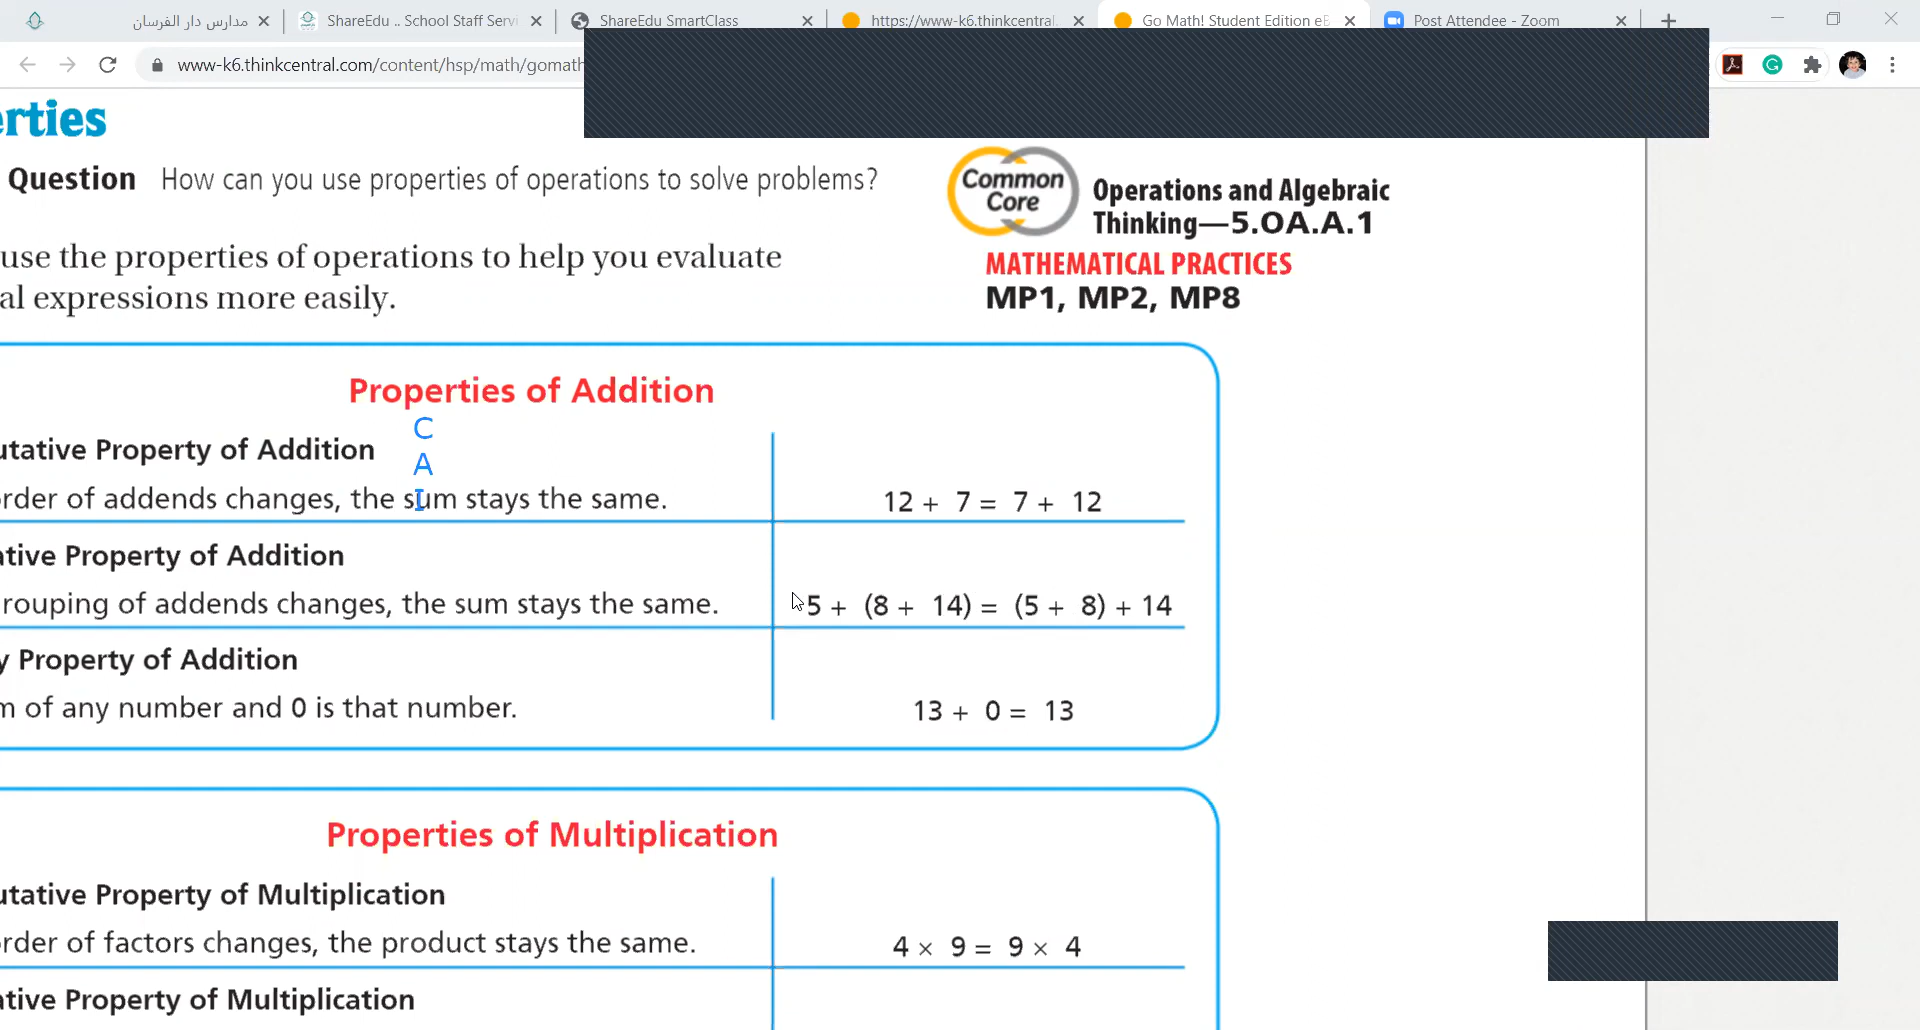 مدارس دار الفرسان
ShareEdu .. School Staff Servi
ShareEdu SmartClass
https://www-k6.thinkcentral.
Go Math! Student Edition eB
Post Attendee - Zoom
www-k6.thinkcentral.com/content/hsp/math/gomath
erties
Question How can you use properties of operations to solve problems?
Common Core
Operations and Algebraic
Thinking—5.OA.A.1
MATHEMATICAL PRACTICES
MP1, MP2, MP8
use the properties of operations to help you evaluate
al expressions more easily.
Properties of Addition
C
A
I
utative Property of Addition
rder of addends changes, the sum stays the same.
12 + 7 = 7 + 12
ative Property of Addition
rouping of addends changes, the sum stays the same.
5 + (8 + 14) = (5 + 8) + 14
y Property of Addition
m of any number and 0 is that number.
13 + 0 = 13
Properties of Multiplication
utative Property of Multiplication
rder of factors changes, the product stays the same.
4 × 9 = 9 × 4
ative Property of Multiplication